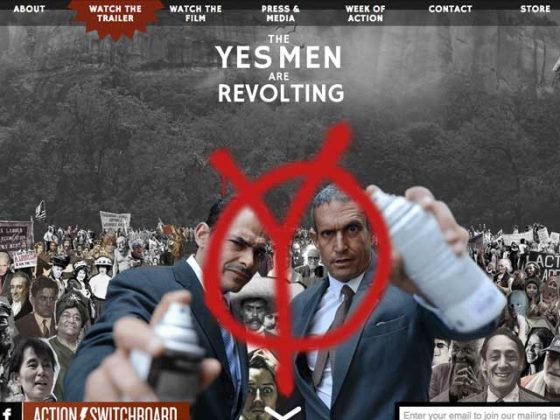 ABOUT
WATCH THE
TRAILER
WATCH THE
FILM
PRESS &
MEDIA
WEEK OF
ACTION
CONTACT
STORE
THE
YES MEN
ARE
REVOLTING
ACTION SWITCHBOARD
Enter your email to join our mailing list